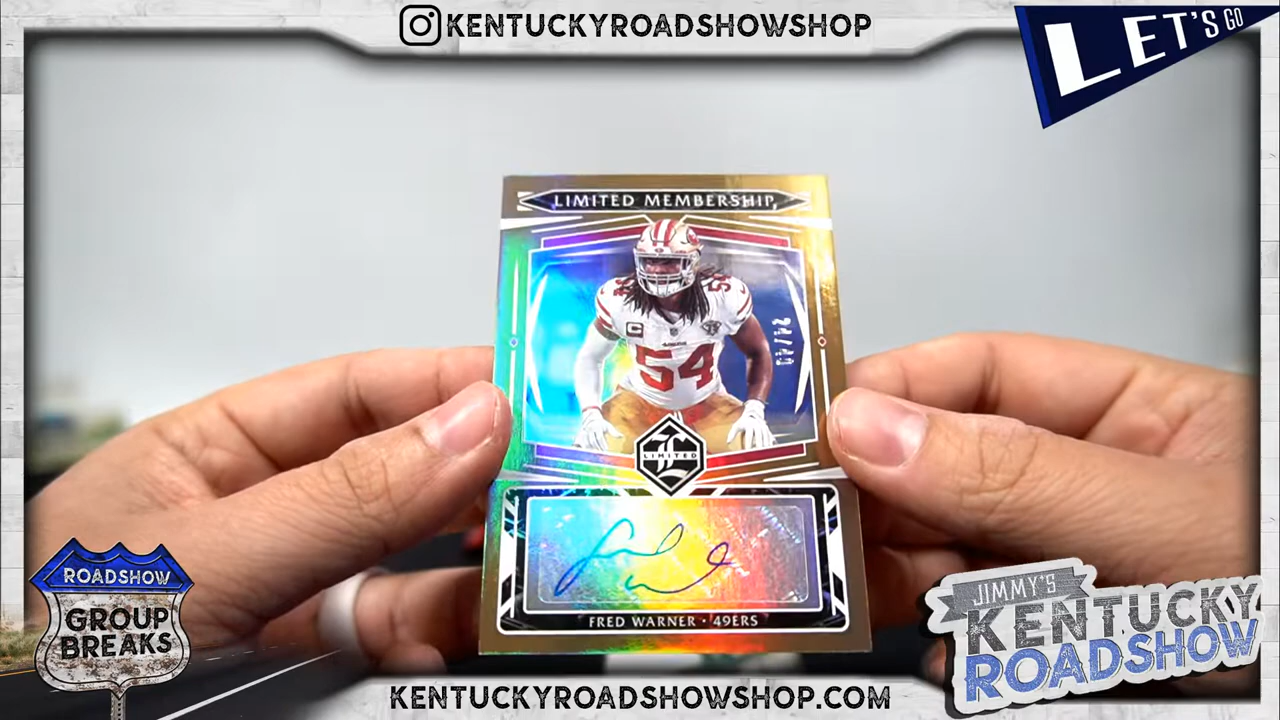 KENTUCKYROADSHOWSHOP
LET'S GO
LIMITED MEMBERSHIP
54
LIMITED
FRED WARNER · 49ERS
ROADSHOW
GROUP
BREAKS
JIMMY'S
KENTUCKY
ROADSHOW
KENTUCKYROADSHOWSHOP.COM